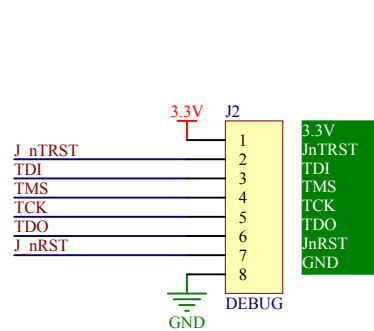 3.3V
J2
J_nTRST
TDI
TMS
TCK
TDO
J_nRST
1
2
3
4
5
6
7
8
3.3V
JnTRST
TDI
TMS
TCK
TDO
JnRST
GND
DEBUG
GND